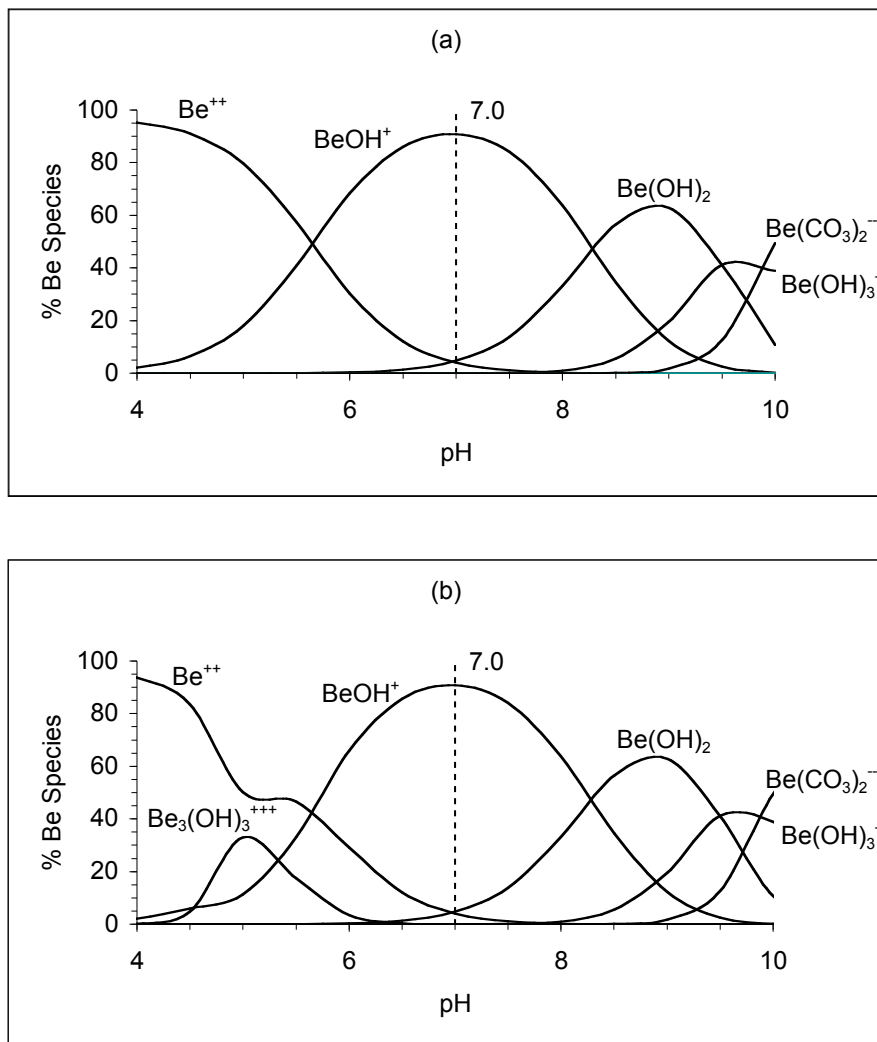 (a)
% Be Species
100
80
60
40
20
0
Be⁺⁺
BeOH⁺
7.0
Be(OH)₂
Be(CO₃)₂⁻⁻
Be(OH)₃⁻
4
6
8
10
pH
(b)
% Be Species
100
80
60
40
20
0
Be⁺⁺
BeOH⁺
7.0
Be(OH)₂
Be(CO₃)₂⁻⁻
Be₃(OH)₃⁺⁺⁺
Be(OH)₃⁻
4
6
8
10
pH